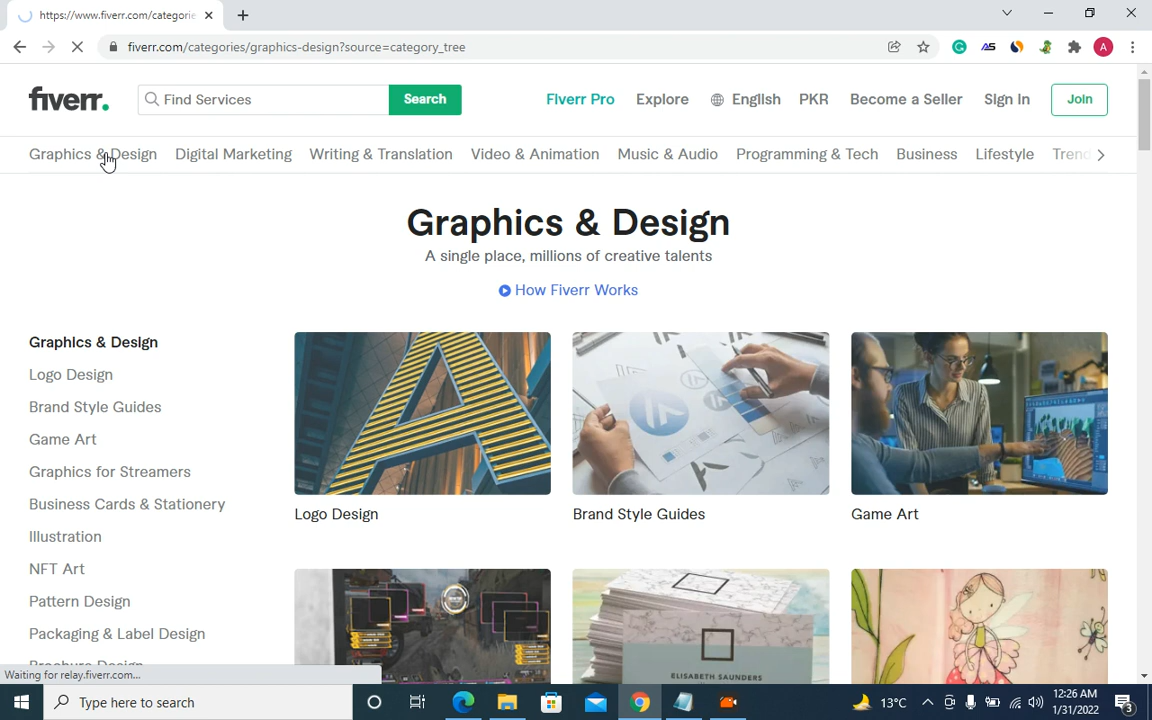 https://www.fiverr.com/categorie
fiverr.com/categories/graphics-design?source=category_tree
A
fiverr.
Find Services
Search
Fiverr Pro
Explore
English
PKR
Become a Seller
Sign In
Join
Graphics & Design
Digital Marketing
Writing & Translation
Video & Animation
Music & Audio
Programming & Tech
Business
Lifestyle
Trend
Graphics & Design
A single place, millions of creative talents
How Fiverr Works
Graphics & Design
Logo Design
Brand Style Guides
Game Art
Graphics for Streamers
Business Cards & Stationery
Illustration
NFT Art
Pattern Design
Packaging & Label Design
Brochure Design
Logo Design
Brand Style Guides
Game Art
ELISABETH SAUNDERS
Waiting for relay.fiverr.com...
Type here to search
13°C
12:26 AM
1/31/2022
3